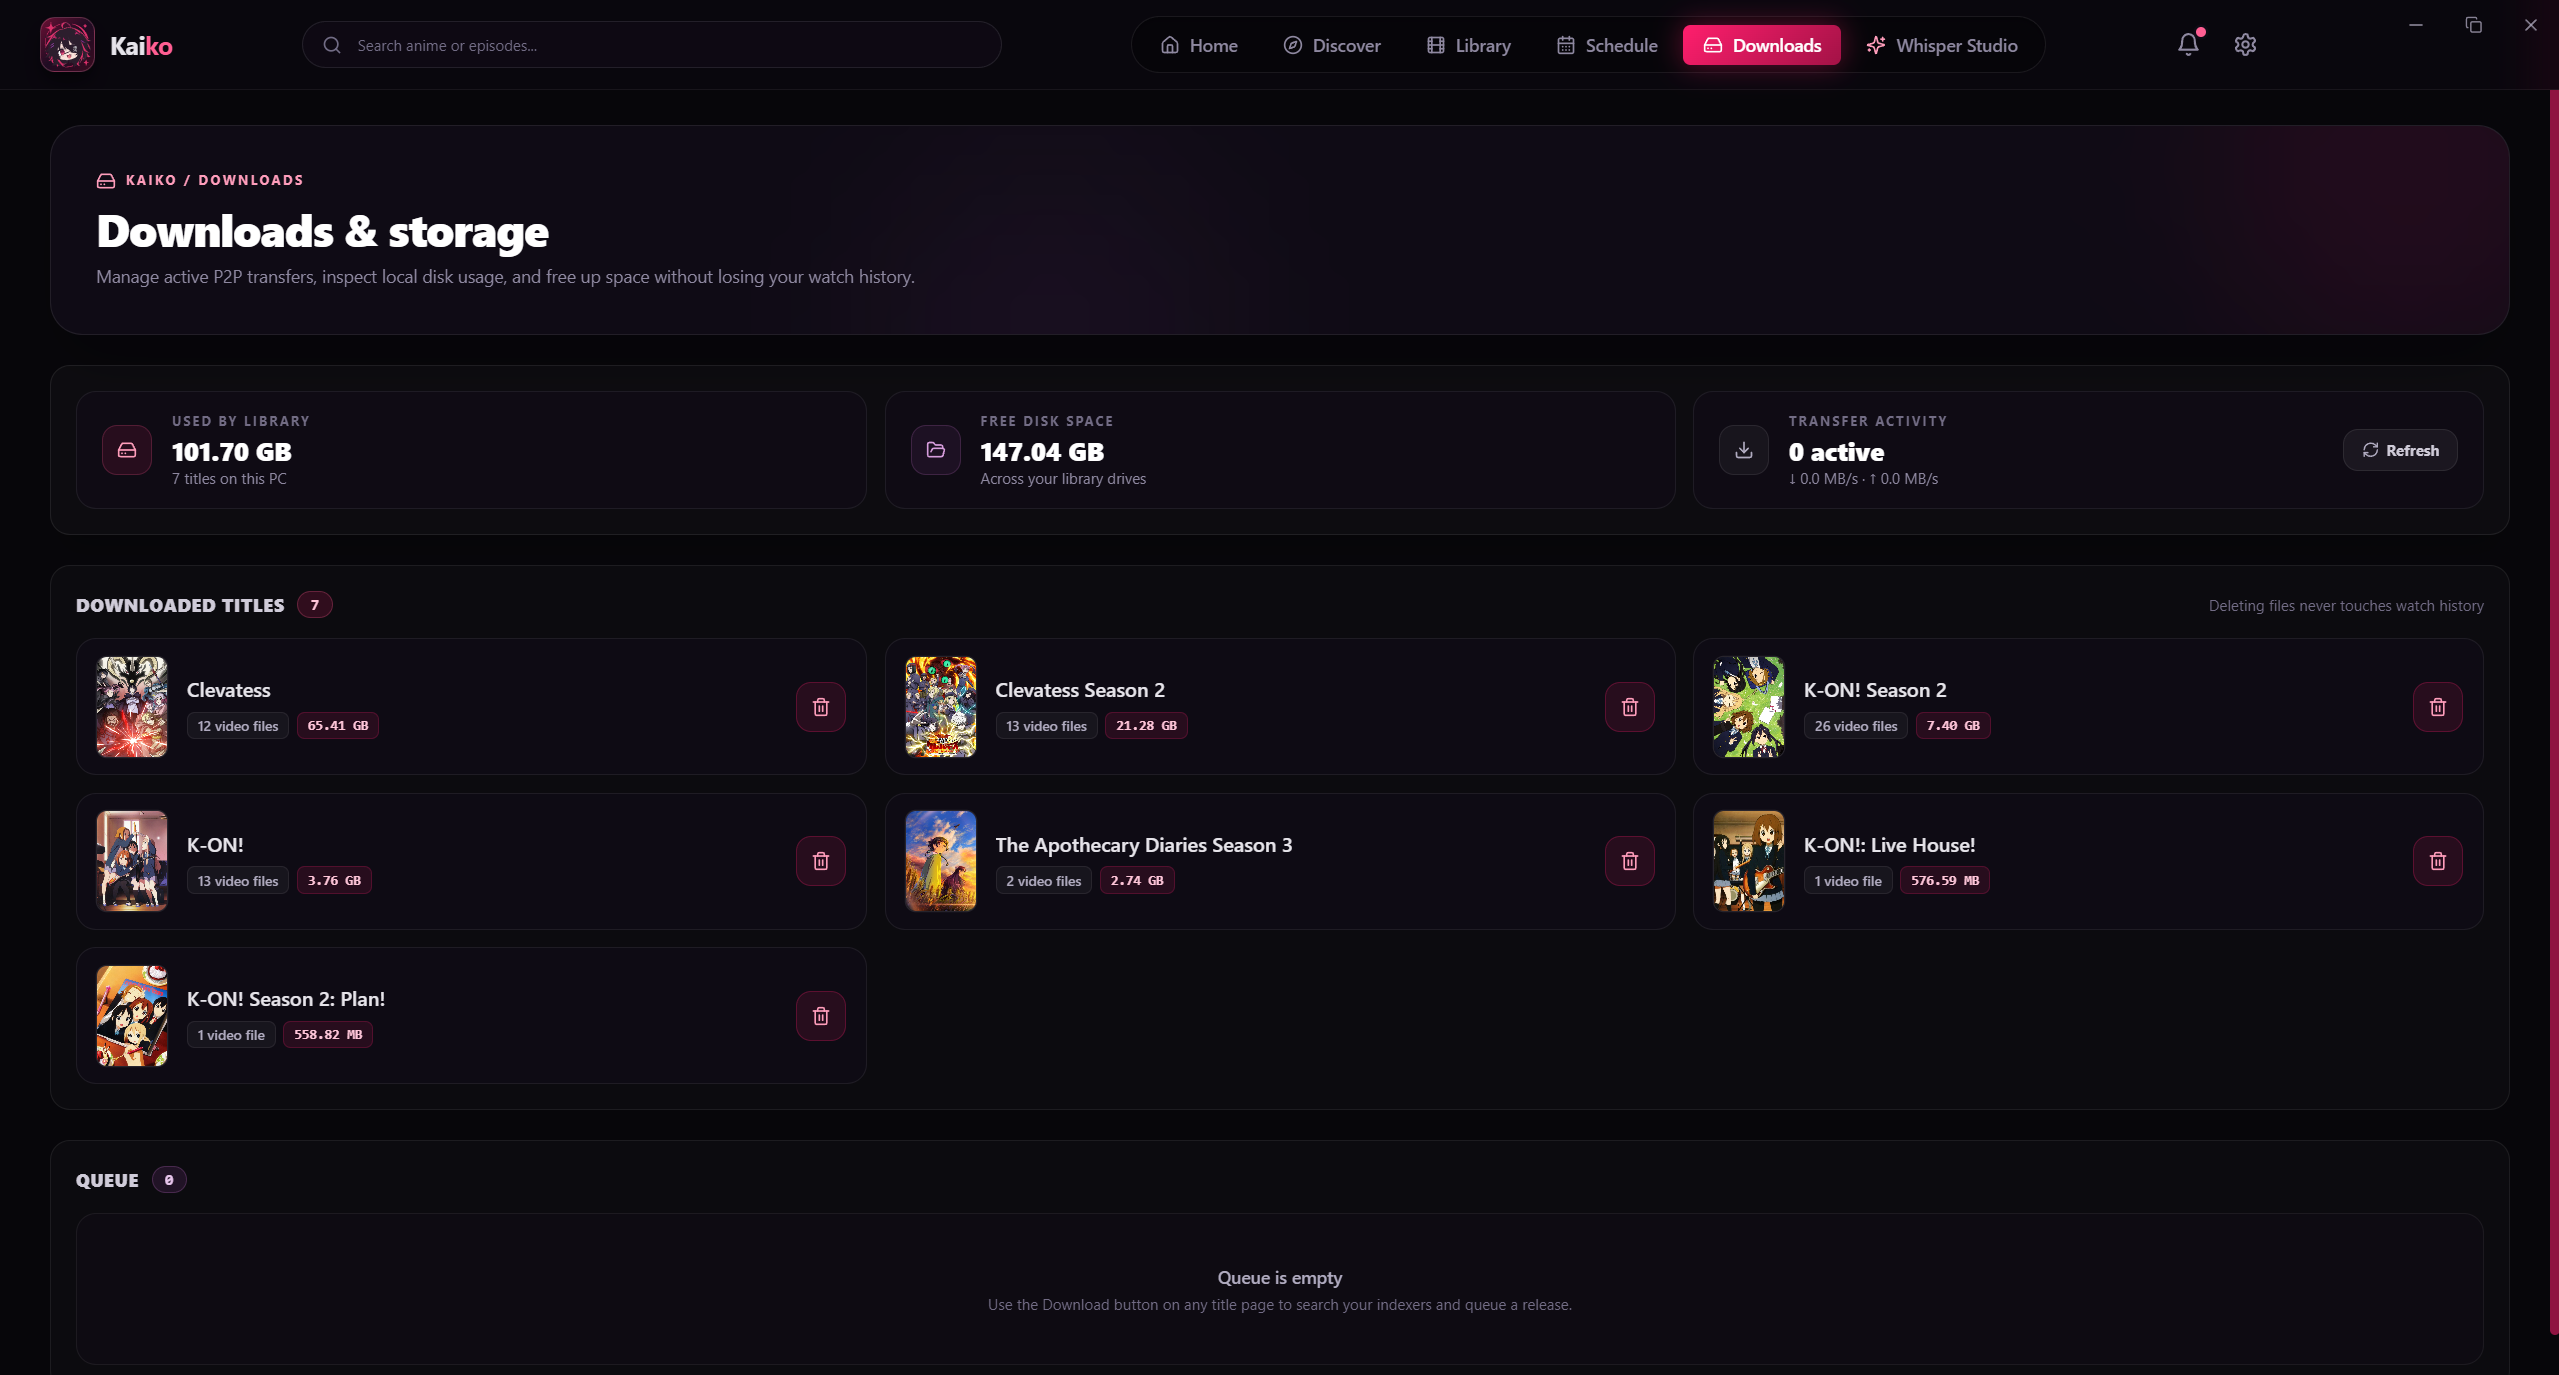 Kaiko
Search anime or episodes...
Home
Discover
Library
Schedule
Downloads
Whisper Studio
KAIKO / DOWNLOADS
Downloads & storage
Manage active P2P transfers, inspect local disk usage, and free up space without losing your watch history.
USED BY LIBRARY
101.70 GB
7 titles on this PC
FREE DISK SPACE
147.04 GB
Across your library drives
TRANSFER ACTIVITY
0 active
↓ 0.0 MB/s · ↑ 0.0 MB/s
Refresh
DOWNLOADED TITLES 7
Deleting files never touches watch history
Clevatess
12 video files 65.41 GB
Clevatess Season 2
13 video files 21.28 GB
K-ON! Season 2
26 video files 7.40 GB
K-ON!
13 video files 3.76 GB
The Apothecary Diaries Season 3
2 video files 2.74 GB
K-ON!: Live House!
1 video file 576.59 MB
K-ON! Season 2: Plan!
1 video file 558.82 MB
QUEUE 0
Queue is empty
Use the Download button on any title page to search your indexers and queue a release.